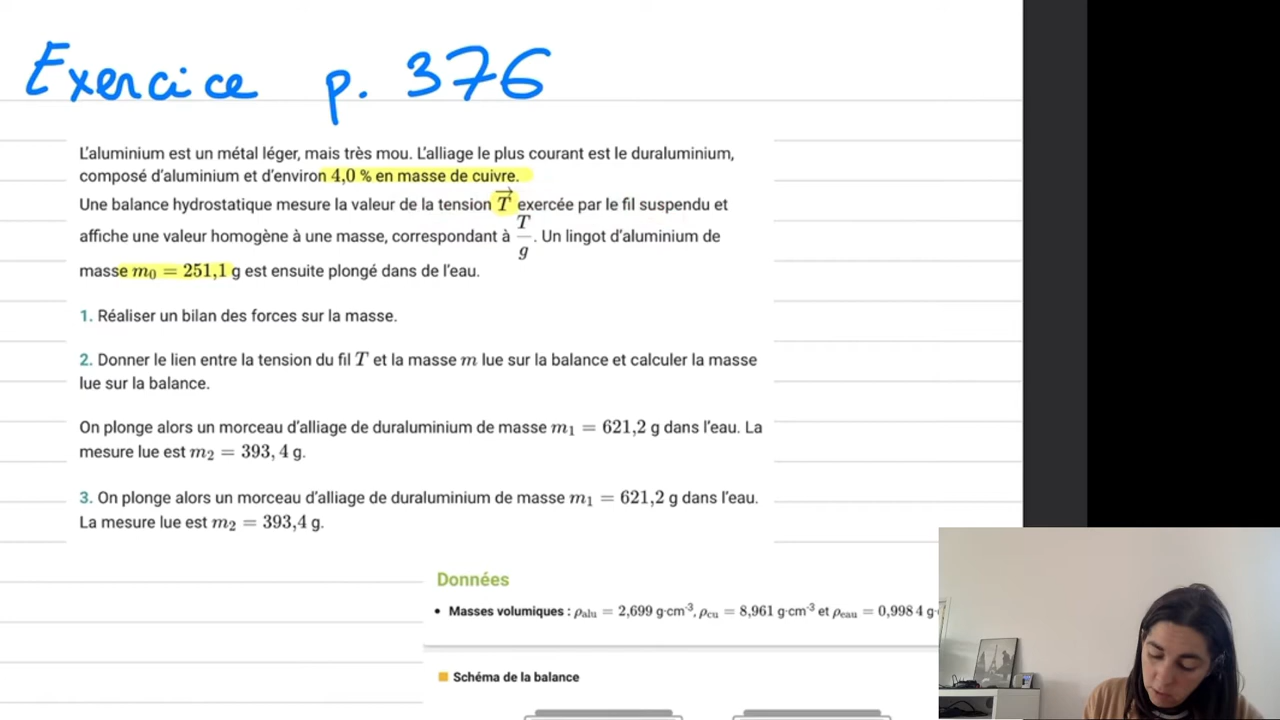 Exercice p. 376
L'aluminium est un métal léger, mais très mou. L'alliage le plus courant est le duraluminium,
composé d'aluminium et d'environ 4,0 % en masse de cuivre.
Une balance hydrostatique mesure la valeur de la tension \vec{T} exercée par le fil suspendu et
affiche une valeur homogène à une masse, correspondant à T/g. Un lingot d'aluminium de
masse m₀ = 251,1 g est ensuite plongé dans de l'eau.
1. Réaliser un bilan des forces sur la masse.
2. Donner le lien entre la tension du fil T et la masse m lue sur la balance et calculer la masse
lue sur la balance.
On plonge alors un morceau d'alliage de duraluminium de masse m₁ = 621,2 g dans l'eau. La
mesure lue est m₂ = 393, 4 g.
3. On plonge alors un morceau d'alliage de duraluminium de masse m₁ = 621,2 g dans l'eau.
La mesure lue est m₂ = 393,4 g.
Données
• Masses volumiques : ρalu = 2,699 g·cm⁻³, ρcu = 8,961 g·cm⁻³ et ρeau = 0,998 4 g·
Schéma de la balance